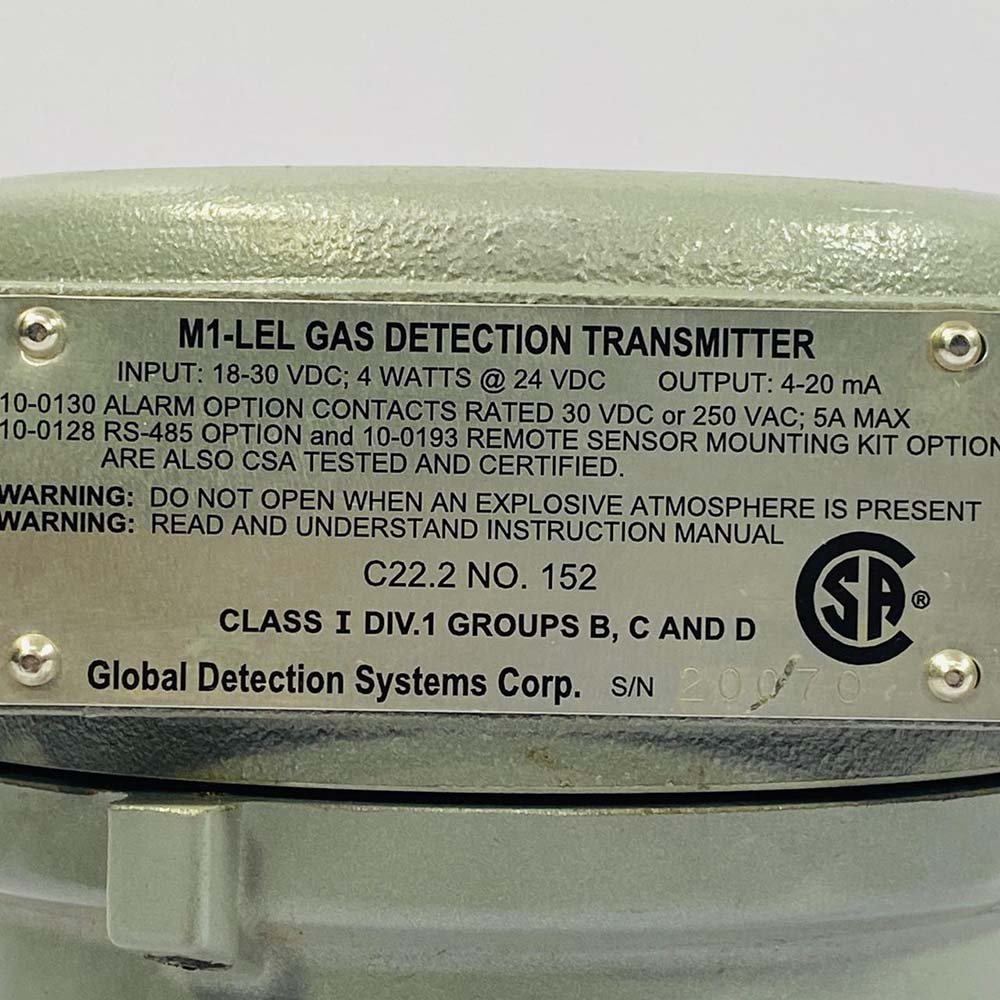 M1-LEL GAS DETECTION TRANSMITTER
INPUT: 18-30 VDC; 4 WATTS @ 24 VDC OUTPUT: 4-20 mA
10-0130 ALARM OPTION CONTACTS RATED 30 VDC or 250 VAC; 5A MAX
10-0128 RS-485 OPTION and 10-0193 REMOTE SENSOR MOUNTING KIT OPTION
ARE ALSO CSA TESTED AND CERTIFIED.
WARNING: DO NOT OPEN WHEN AN EXPLOSIVE ATMOSPHERE IS PRESENT
WARNING: READ AND UNDERSTAND INSTRUCTION MANUAL
C22.2 NO. 152
CSA ®
CLASS I DIV.1 GROUPS B, C AND D
Global Detection Systems Corp. S/N 20070